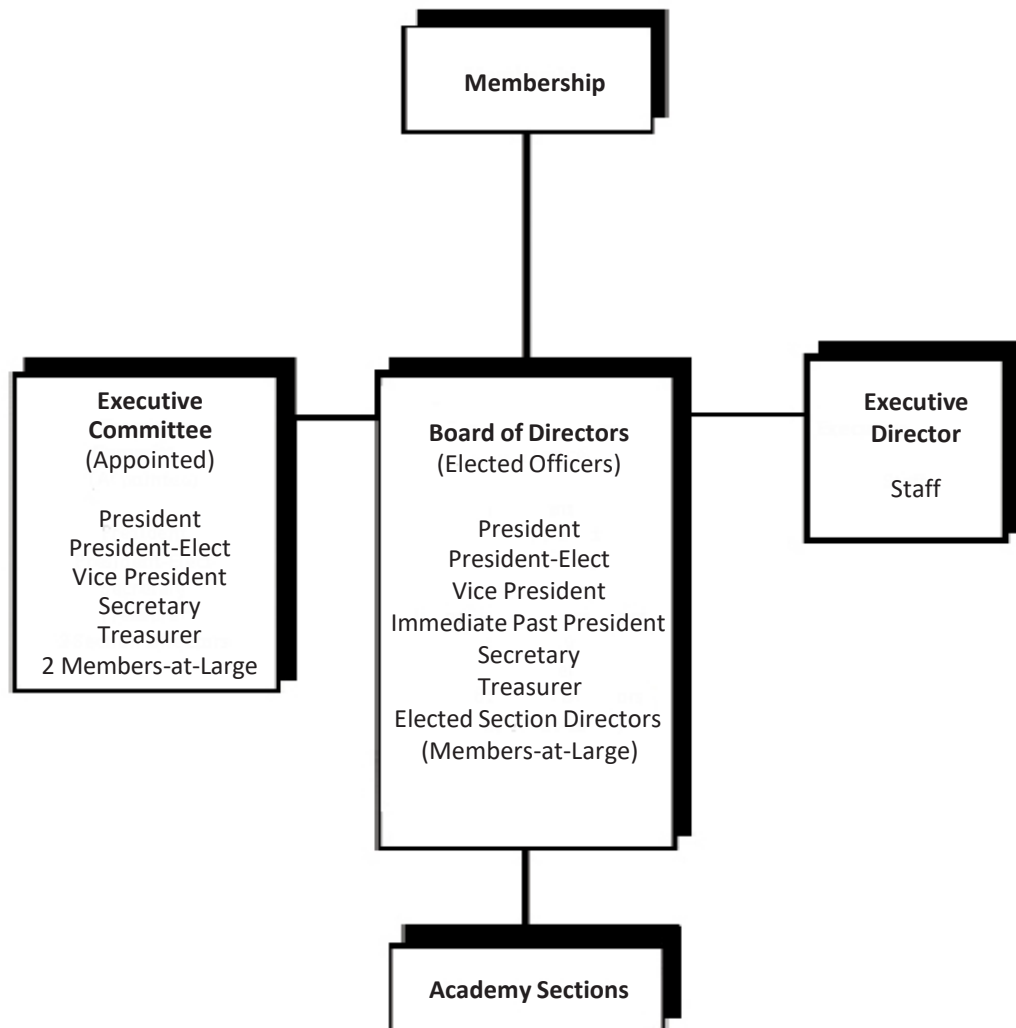 Membership
Executive
Committee
(Appointed)
President
President-Elect
Vice President
Secretary
Treasurer
2 Members-at-Large
Board of Directors
(Elected Officers)
President
President-Elect
Vice President
Immediate Past President
Secretary
Treasurer
Elected Section Directors
(Members-at-Large)
Executive
Director
Staff
Academy Sections